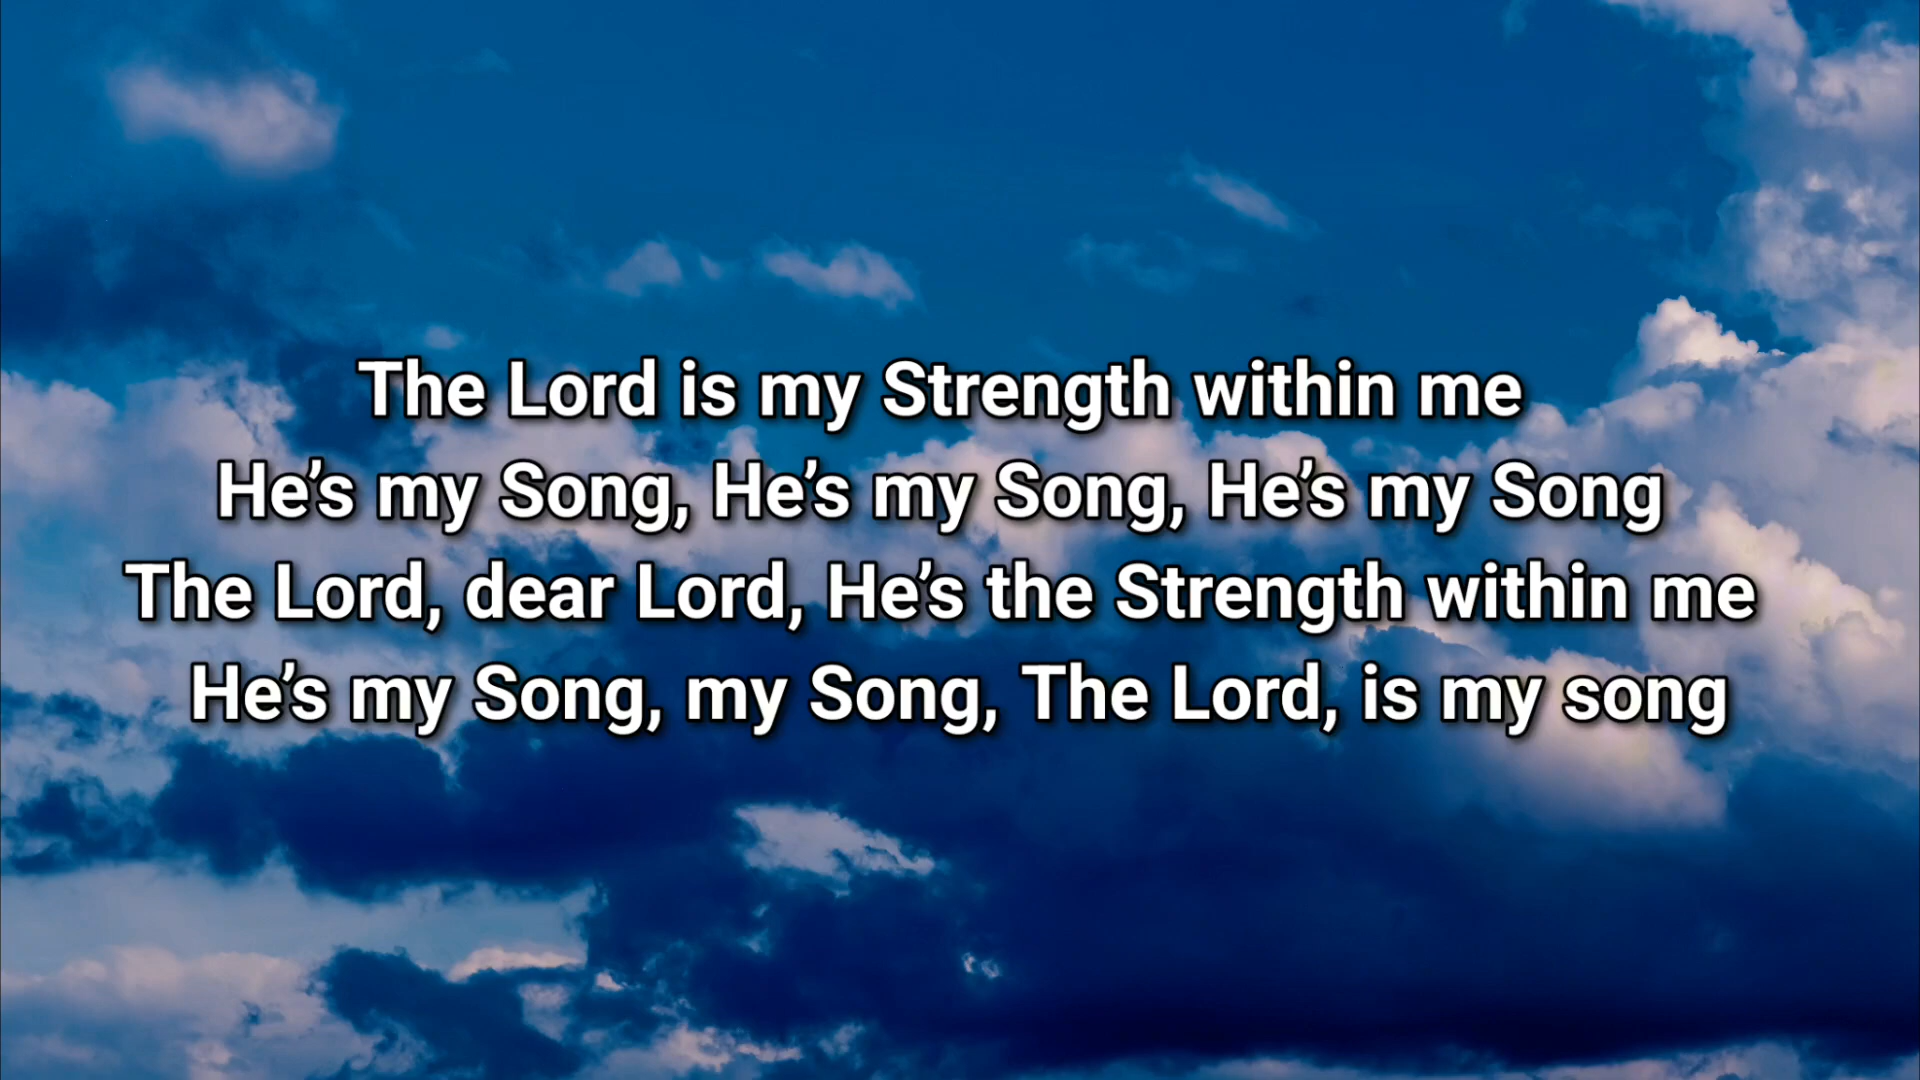 The Lord is my Strength within me
He’s my Song, He’s my Song, He’s my Song
The Lord, dear Lord, He’s the Strength within me
He’s my Song, my Song, The Lord, is my song